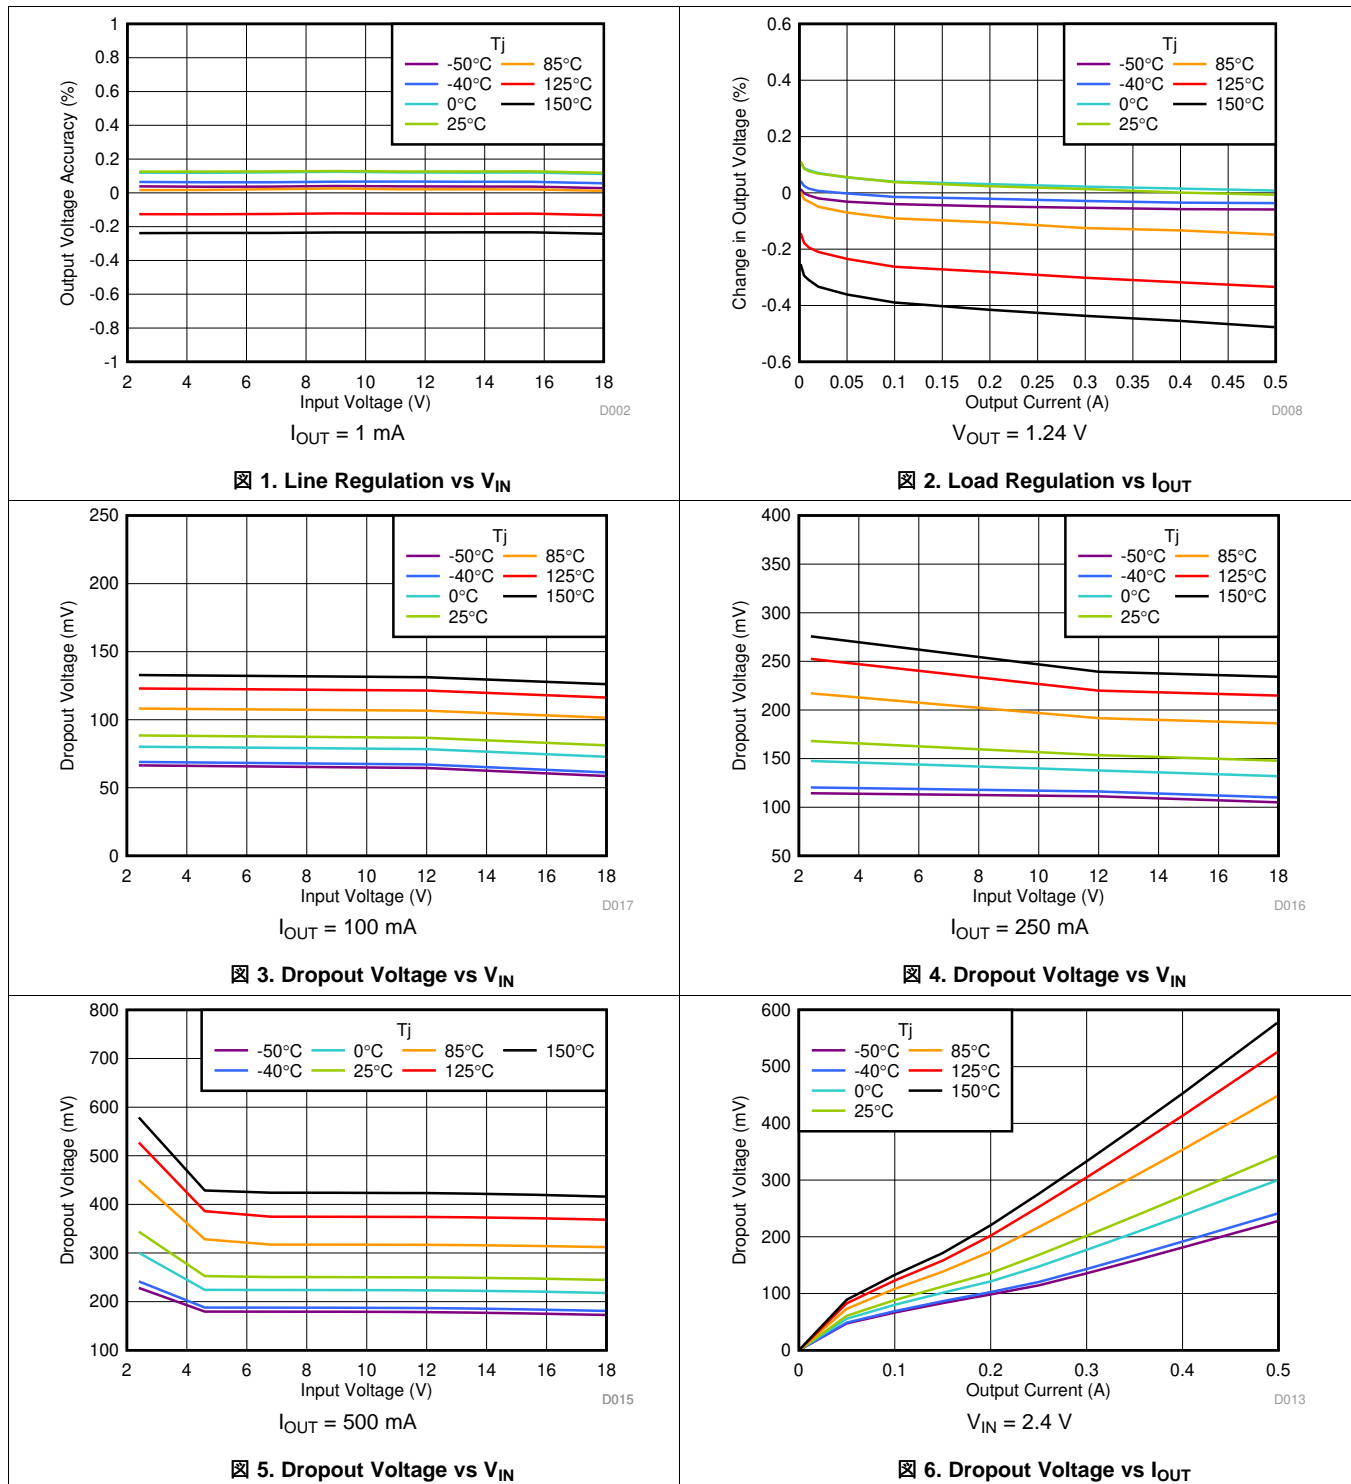 1
0.8
0.6
0.4
0.2
0
-0.2
-0.4
-0.6
-0.8
-1
Output Voltage Accuracy (%)
2 4 6 8 10 12 14 16 18
Input Voltage (V)
D002
Tj
-50°C 85°C
-40°C 125°C
0°C 150°C
25°C
IOUT = 1 mA
図 1. Line Regulation vs VIN
0.6
0.4
0.2
0
-0.2
-0.4
-0.6
Change in Output Voltage (%)
0 0.05 0.1 0.15 0.2 0.25 0.3 0.35 0.4 0.45 0.5
Output Current (A)
D008
Tj
-50°C 85°C
-40°C 125°C
0°C 150°C
25°C
VOUT = 1.24 V
図 2. Load Regulation vs IOUT
250
200
150
100
50
0
Dropout Voltage (mV)
2 4 6 8 10 12 14 16 18
Input Voltage (V)
D017
Tj
-50°C 85°C
-40°C 125°C
0°C 150°C
25°C
IOUT = 100 mA
図 3. Dropout Voltage vs VIN
400
350
300
250
200
150
100
50
Dropout Voltage (mV)
2 4 6 8 10 12 14 16 18
Input Voltage (V)
D016
Tj
-50°C 85°C
-40°C 125°C
0°C 150°C
25°C
IOUT = 250 mA
図 4. Dropout Voltage vs VIN
800
700
600
500
400
300
200
100
Dropout Voltage (mV)
2 4 6 8 10 12 14 16 18
Input Voltage (V)
D015
Tj
-50°C 0°C 85°C 150°C
-40°C 25°C 125°C
IOUT = 500 mA
図 5. Dropout Voltage vs VIN
600
500
400
300
200
100
0
Dropout Voltage (mV)
0 0.1 0.2 0.3 0.4 0.5
Output Current (A)
D013
Tj
-50°C 85°C
-40°C 125°C
0°C 150°C
25°C
VIN = 2.4 V
図 6. Dropout Voltage vs IOUT